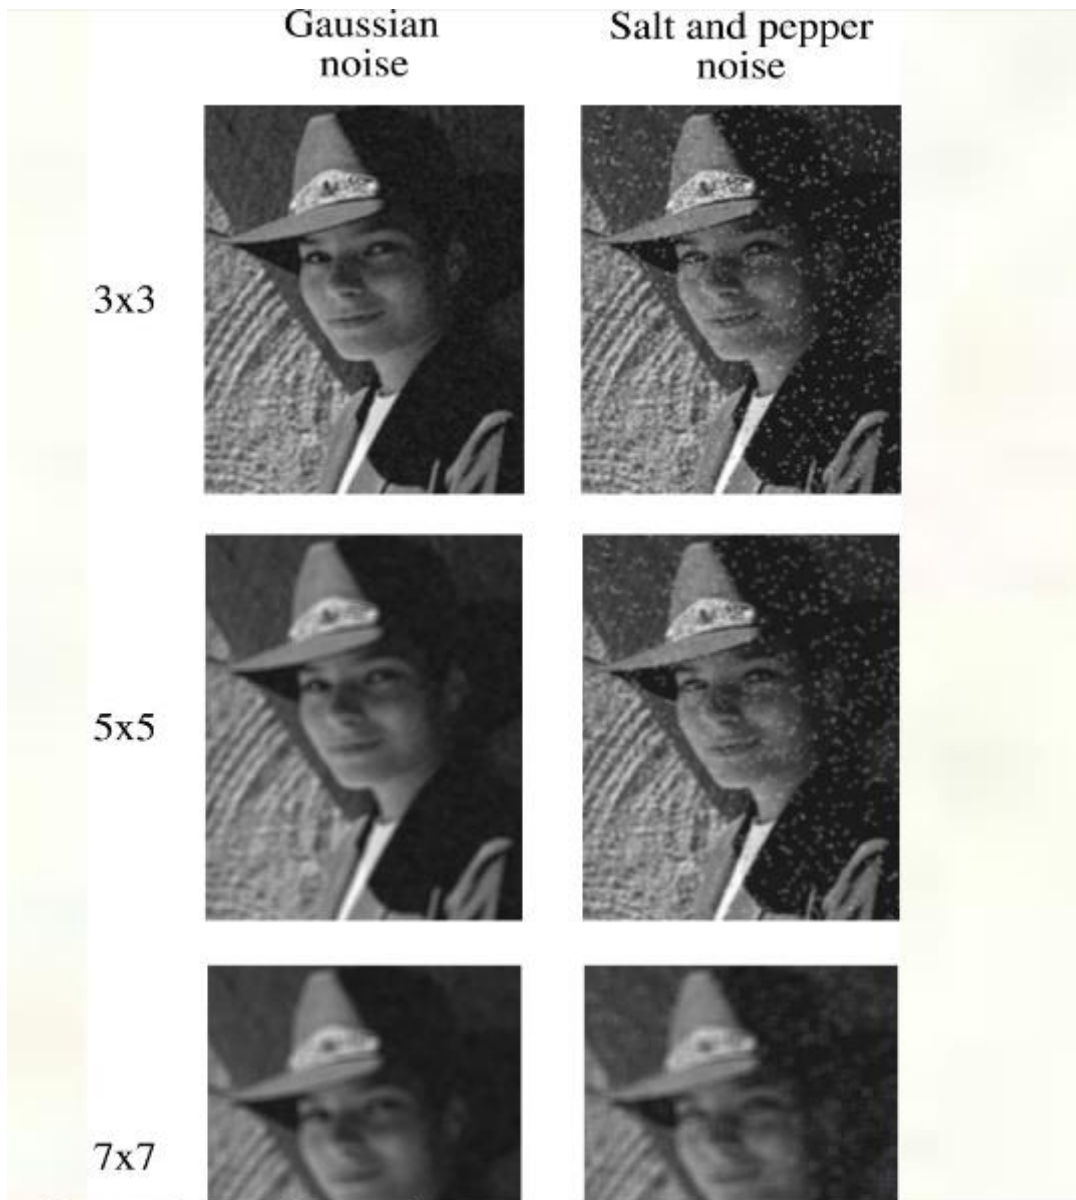 Gaussian
noise
Salt and pepper
noise
3x3
5x5
7x7